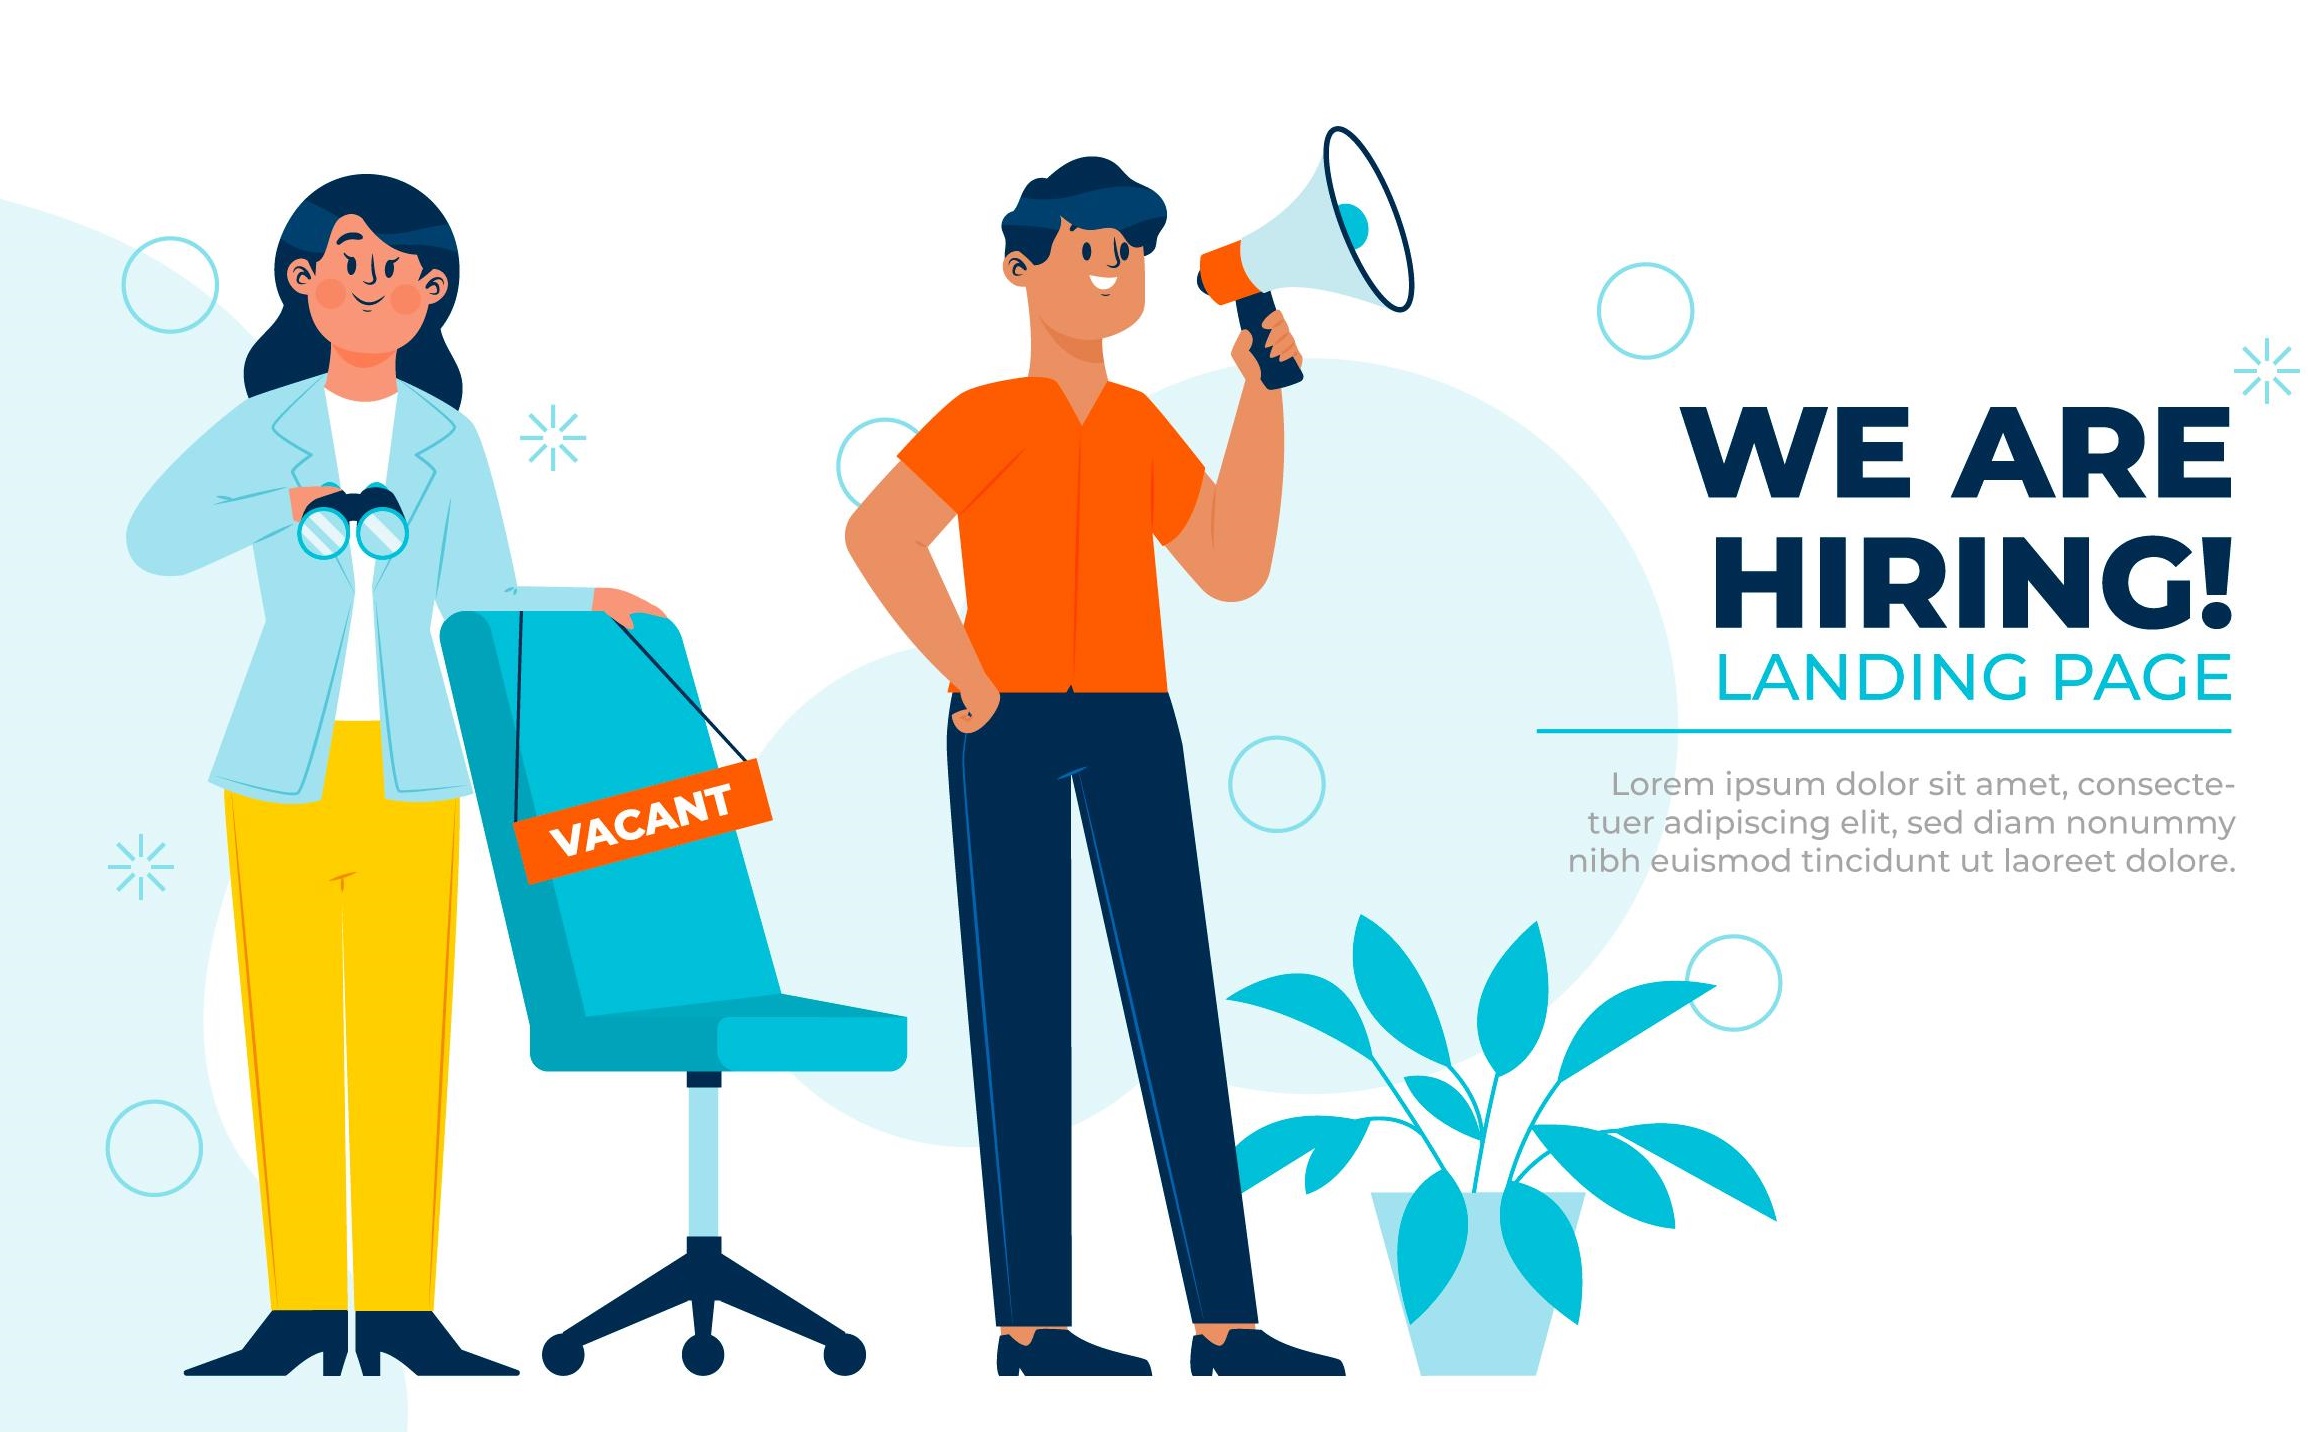 WE ARE
HIRING!
LANDING PAGE
Lorem ipsum dolor sit amet, consecte-
tuer adipiscing elit, sed diam nonummy
nibh euismod tincidunt ut laoreet dolore.
VACANT